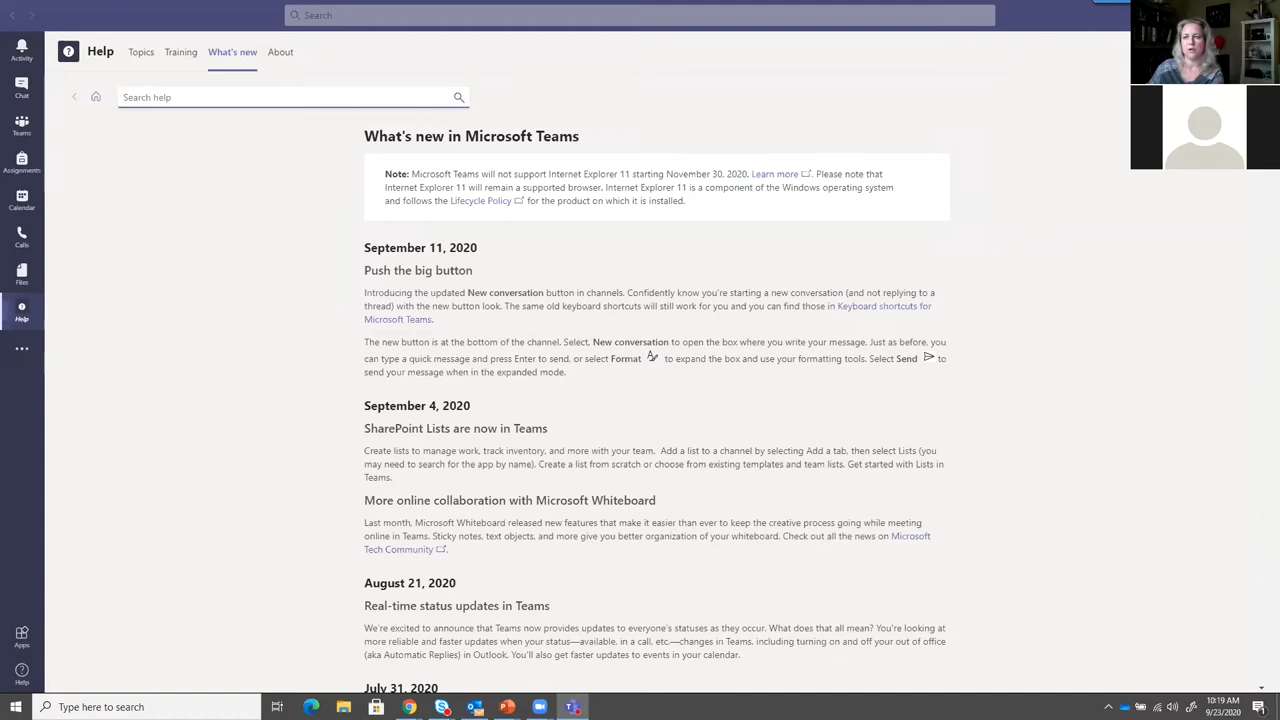 Search
Activity
Chat
Teams
Assignments
Calendar
Calls
Files
Help
Apps
Help
Help
Topics
Training
What's new
About
Search help
What's new in Microsoft Teams
Note: Microsoft Teams will not support Internet Explorer 11 starting November 30, 2020. Learn more. Please note that
Internet Explorer 11 will remain a supported browser. Internet Explorer 11 is a component of the Windows operating system
and follows the Lifecycle Policy for the product on which it is installed.
September 11, 2020
Push the big button
Introducing the updated New conversation button in channels. Confidently know you're starting a new conversation (and not replying to a
thread) with the new button look. The same old keyboard shortcuts will still work for you and you can find those in Keyboard shortcuts for
Microsoft Teams.
The new button is at the bottom of the channel. Select, New conversation to open the box where you write your message. Just as before, you
can type a quick message and press Enter to send, or select Format to expand the box and use your formatting tools. Select Send to
send your message when in the expanded mode.
September 4, 2020
SharePoint Lists are now in Teams
Create lists to manage work, track inventory, and more with your team. Add a list to a channel by selecting Add a tab, then select Lists (you
may need to search for the app by name). Create a list from scratch or choose from existing templates and team lists. Get started with Lists in
Teams.
More online collaboration with Microsoft Whiteboard
Last month, Microsoft Whiteboard released new features that make it easier than ever to keep the creative process going while meeting
online in Teams. Sticky notes, text objects, and more give you better organization of your whiteboard. Check out all the news on Microsoft
Tech Community.
August 21, 2020
Real-time status updates in Teams
We're excited to announce that Teams now provides updates to everyone's statuses as they occur. What does that all mean? You're looking at
more reliable and faster updates when your status—available, in a call, etc.—changes in Teams, including turning on and off your out of office
(aka Automatic Replies) in Outlook. You'll also get faster updates to events in your calendar.
July 31, 2020
Type here to search
10:19 AM
9/23/2020